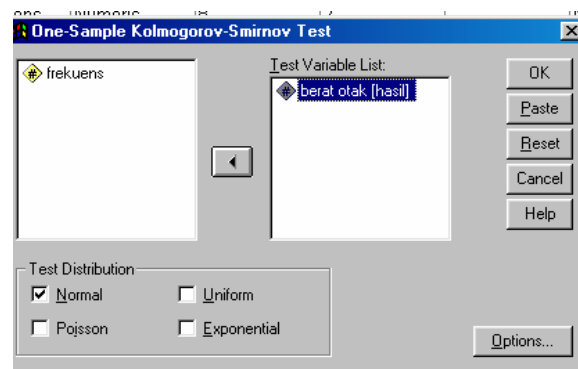 One-Sample Kolmogorov-Smirnov Test
frekuens
Test Variable List:
berat otak [hasil]
OK
Paste
Reset
Cancel
Help
Test Distribution
Normal
Uniform
Poisson
Exponential
Options...